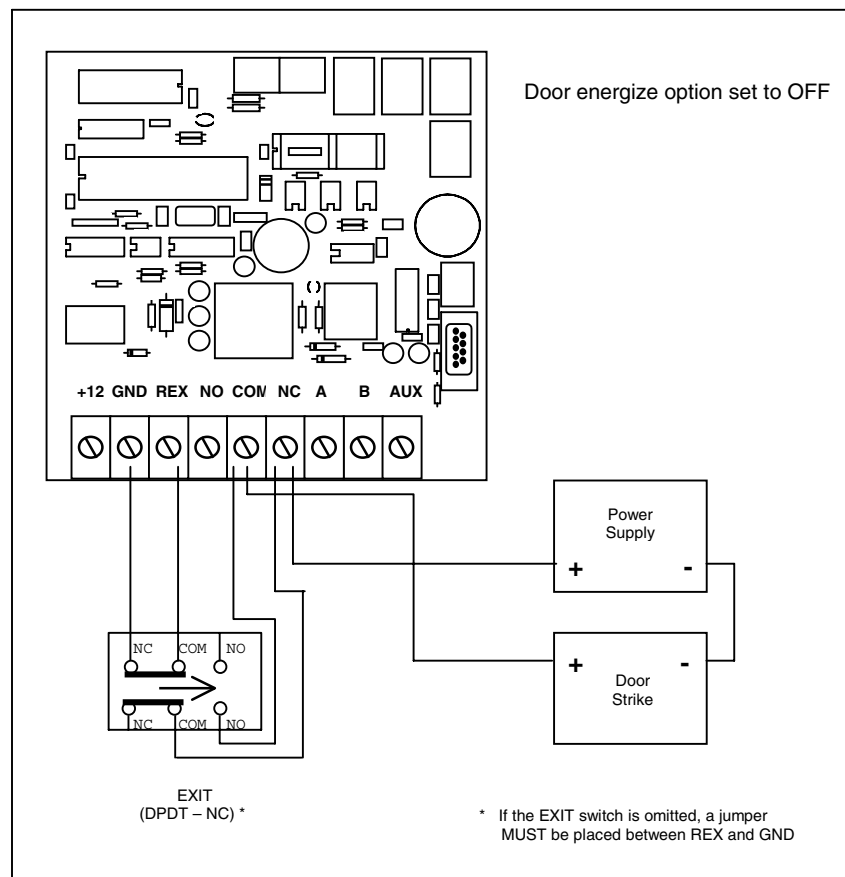 Door energize option set to OFF
+12 GND REX NO COM NC A B AUX
Power
Supply
+ -
+ -
Door
Strike
NC COM NO
NC COM NO
EXIT
(DPDT – NC) *
* If the EXIT switch is omitted, a jumper
MUST be placed between REX and GND